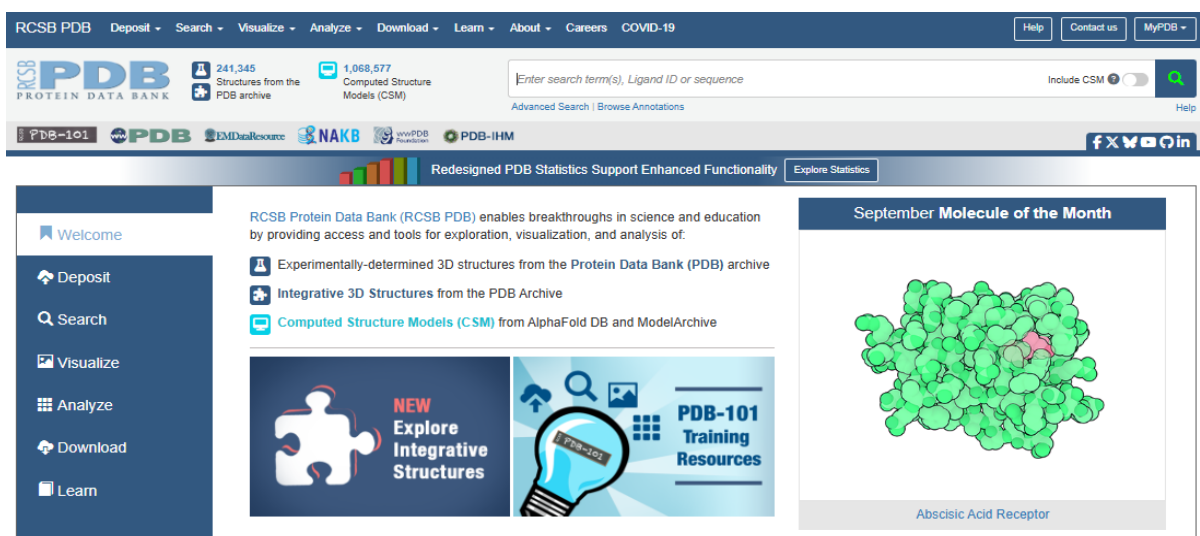 RCSB PDB Deposit Search Visualize Analyze Download Learn About Careers COVID-19 Help Contact us MyPDB
RCSB PDB
PROTEIN DATA BANK
241,345
Structures from the
PDB archive
1,068,577
Computed Structure
Models (CSM)
Enter search term(s), Ligand ID or sequence
Include CSM ?
Advanced Search | Browse Annotations
Help
PDB-101 wwPDB EMDataResource NAKB wwPDB Foundation PDB-IHM
Redesigned PDB Statistics Support Enhanced Functionality Explore Statistics
Welcome
Deposit
Search
Visualize
Analyze
Download
Learn
RCSB Protein Data Bank (RCSB PDB) enables breakthroughs in science and education
by providing access and tools for exploration, visualization, and analysis of:
Experimentally-determined 3D structures from the Protein Data Bank (PDB) archive
Integrative 3D Structures from the PDB Archive
Computed Structure Models (CSM) from AlphaFold DB and ModelArchive
NEW
Explore
Integrative
Structures
PDB-101
PDB-101
Training
Resources
September Molecule of the Month
Abscisic Acid Receptor